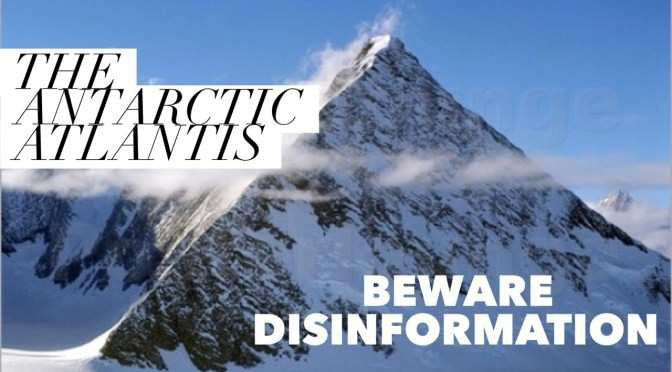 THE
ANTARCTIC
ATLANTIS
BEWARE
DISINFORMATION